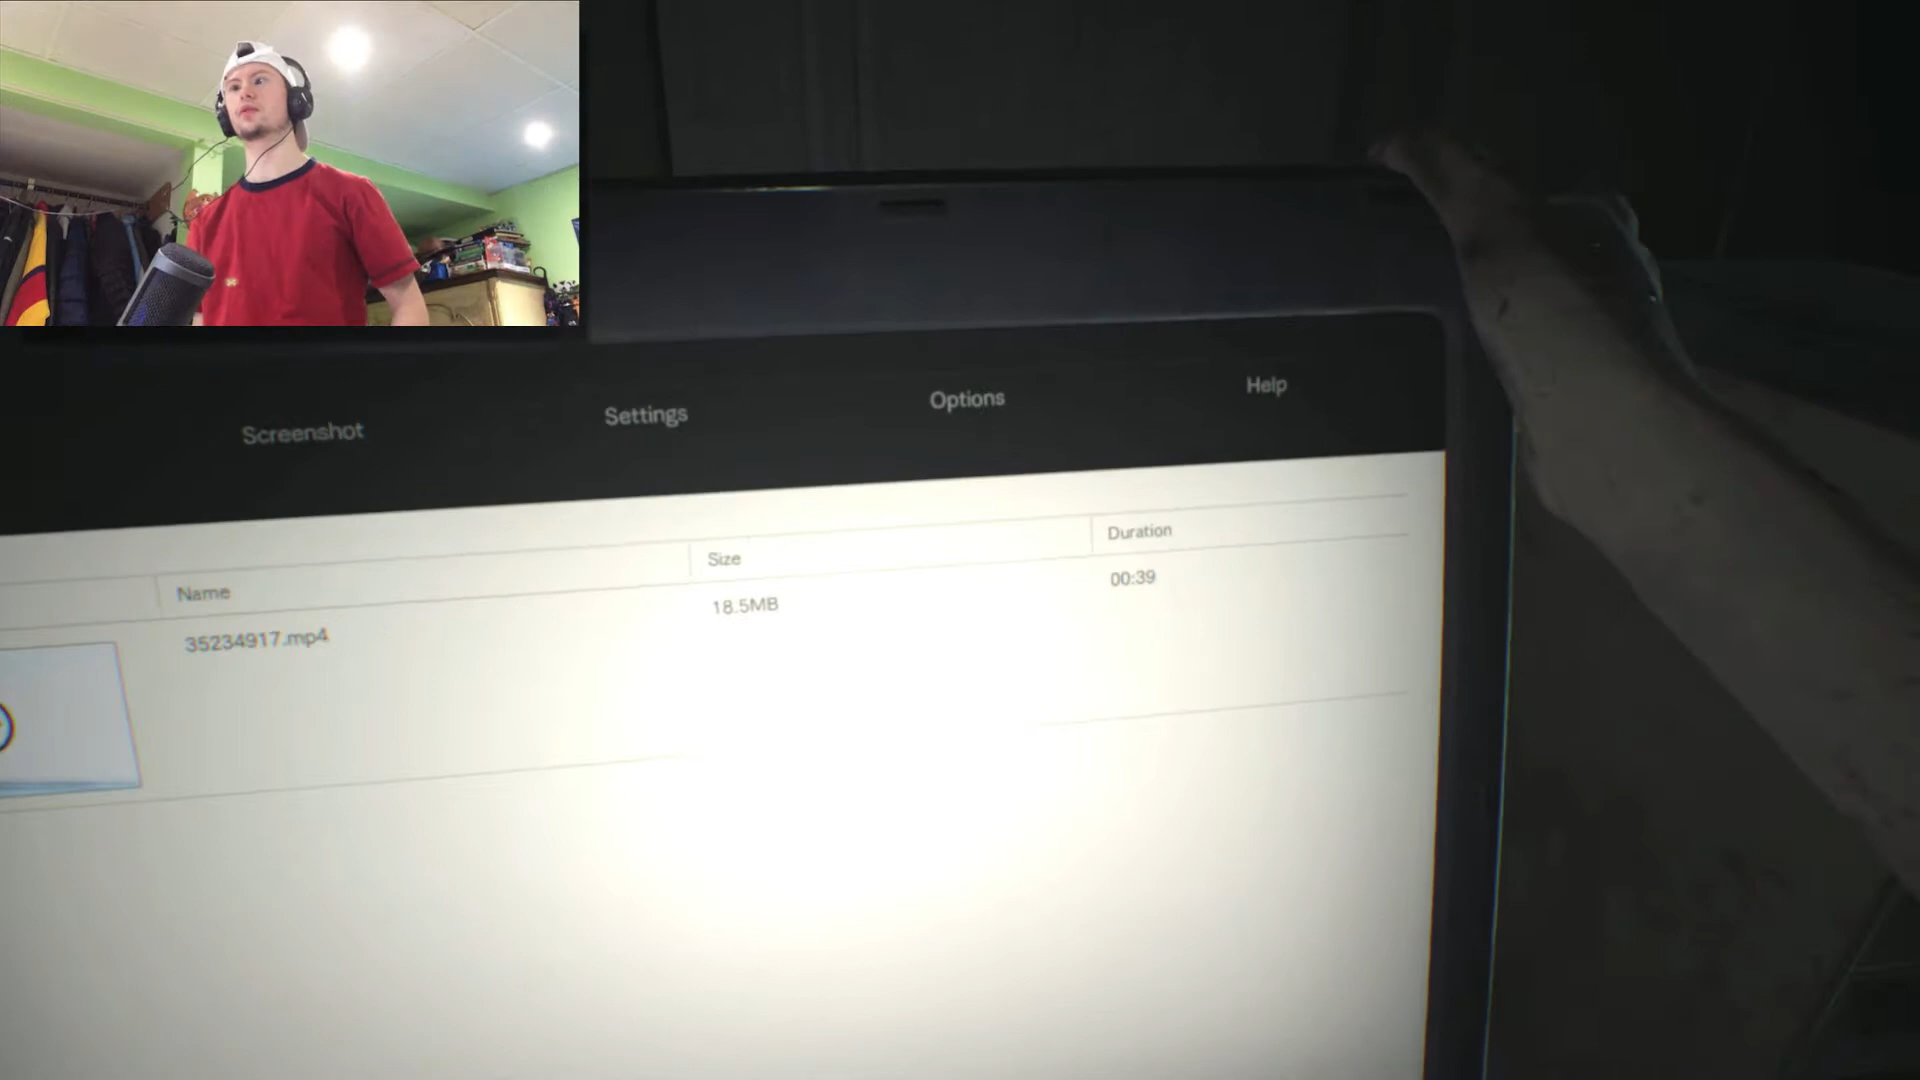 Screenshot Settings Options Help
Name Size Duration
35234917.mp4 18.5MB 00:39